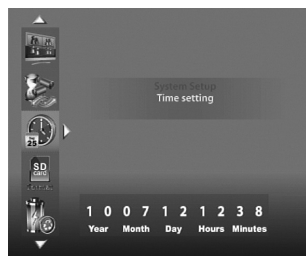 System Setup
Time setting
25
SD
card
1 0 0 7 1 2 1 2 3 8
Year Month Day Hours Minutes